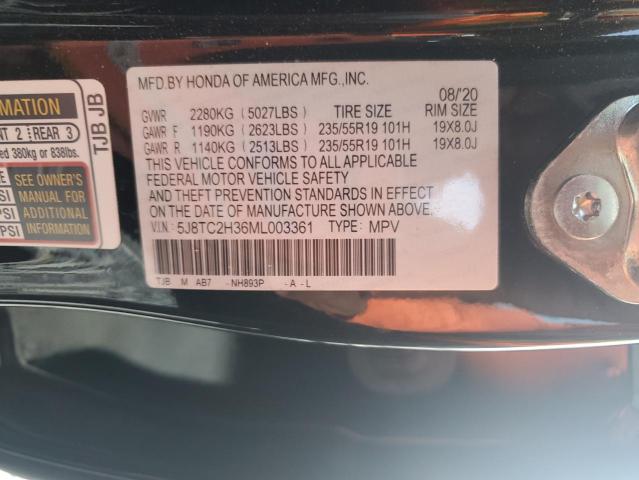 MATION
NT 2 REAR 3
ed 380kg or 838lbs.
SEE OWNER'S
MANUAL FOR
ADDITIONAL
INFORMATION
PSI
PSI
TJB JB
MFD.BY HONDA OF AMERICA MFG.,INC.
08/'20
GVWR 2280KG (5027LBS) TIRE SIZE RIM SIZE
GAWR F 1190KG (2623LBS) 235/55R19 101H 19X8.0J
GAWR R 1140KG (2513LBS) 235/55R19 101H 19X8.0J
THIS VEHICLE CONFORMS TO ALL APPLICABLE
FEDERAL MOTOR VEHICLE SAFETY
AND THEFT PREVENTION STANDARDS IN EFFECT
ON THE DATE OF MANUFACTURE SHOWN ABOVE.
V.I.N.: 5J8TC2H36ML003361 TYPE: MPV
TJB M AB7 -NH893P -A-L